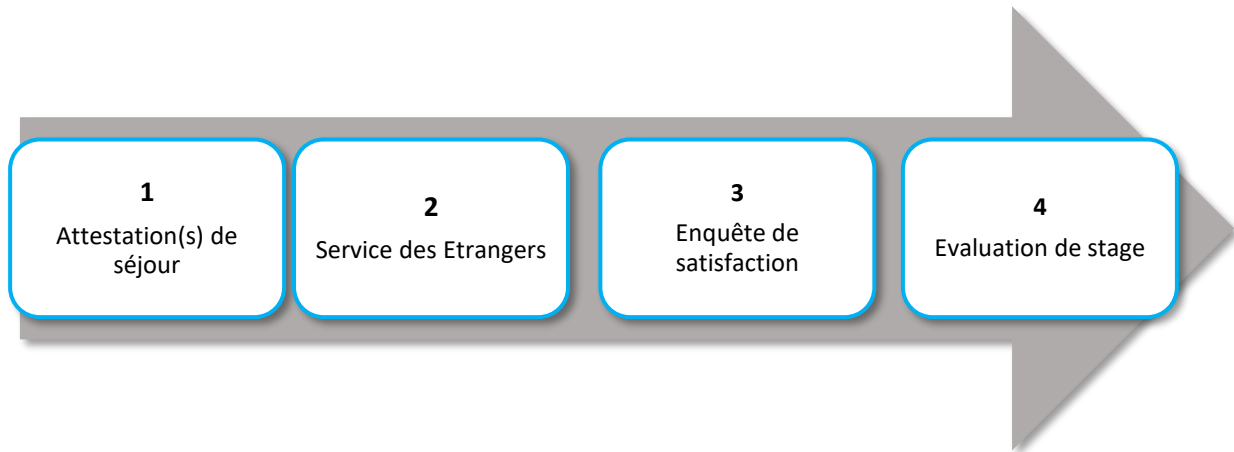 1
Attestation(s) de
séjour
2
Service des Etrangers
3
Enquête de
satisfaction
4
Evaluation de stage